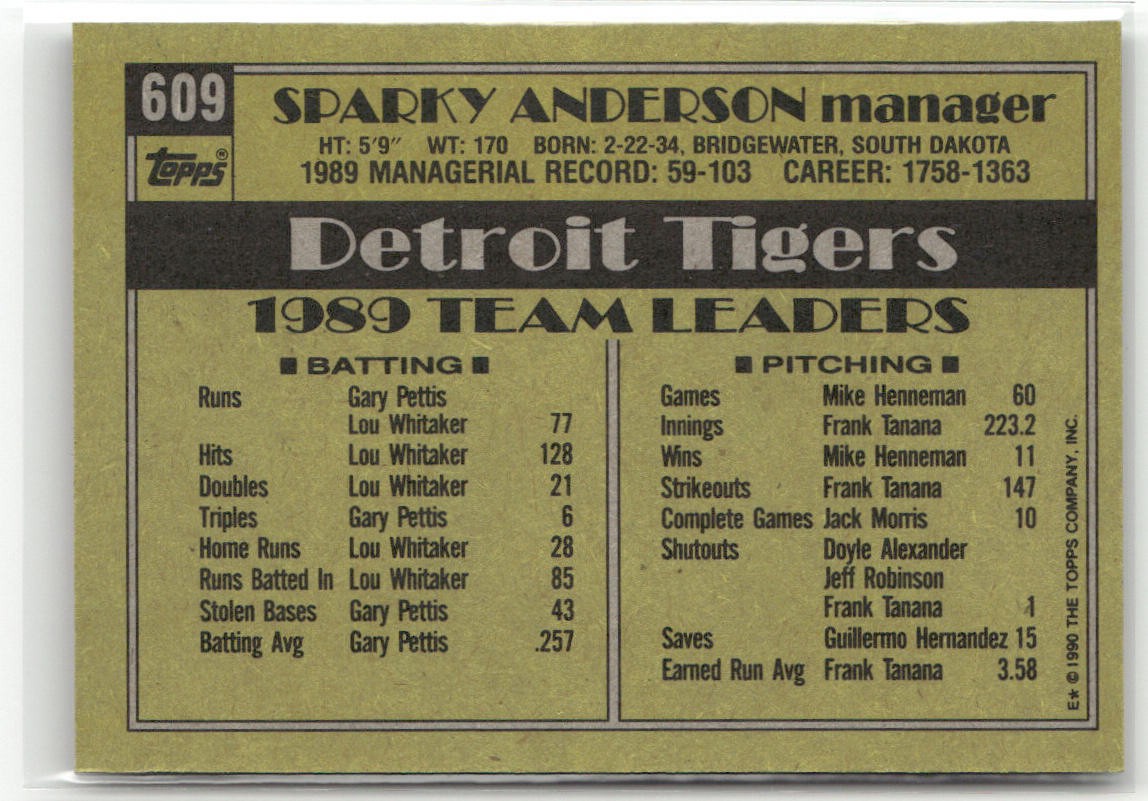 609
SPARKY ANDERSON manager
topps®
HT: 5'9" WT: 170 BORN: 2-22-34, BRIDGEWATER, SOUTH DAKOTA
1989 MANAGERIAL RECORD: 59-103 CAREER: 1758-1363
Detroit Tigers
1989 TEAM LEADERS
■ BATTING ■
Runs Gary Pettis
Lou Whitaker 77
Hits Lou Whitaker 128
Doubles Lou Whitaker 21
Triples Gary Pettis 6
Home Runs Lou Whitaker 28
Runs Batted In Lou Whitaker 85
Stolen Bases Gary Pettis 43
Batting Avg Gary Pettis .257
■ PITCHING ■
Games Mike Henneman 60
Innings Frank Tanana 223.2
Wins Mike Henneman 11
Strikeouts Frank Tanana 147
Complete Games Jack Morris 10
Shutouts Doyle Alexander
Jeff Robinson
Frank Tanana 1
Saves Guillermo Hernandez 15
Earned Run Avg Frank Tanana 3.58
E* © 1990 THE TOPPS COMPANY, INC.